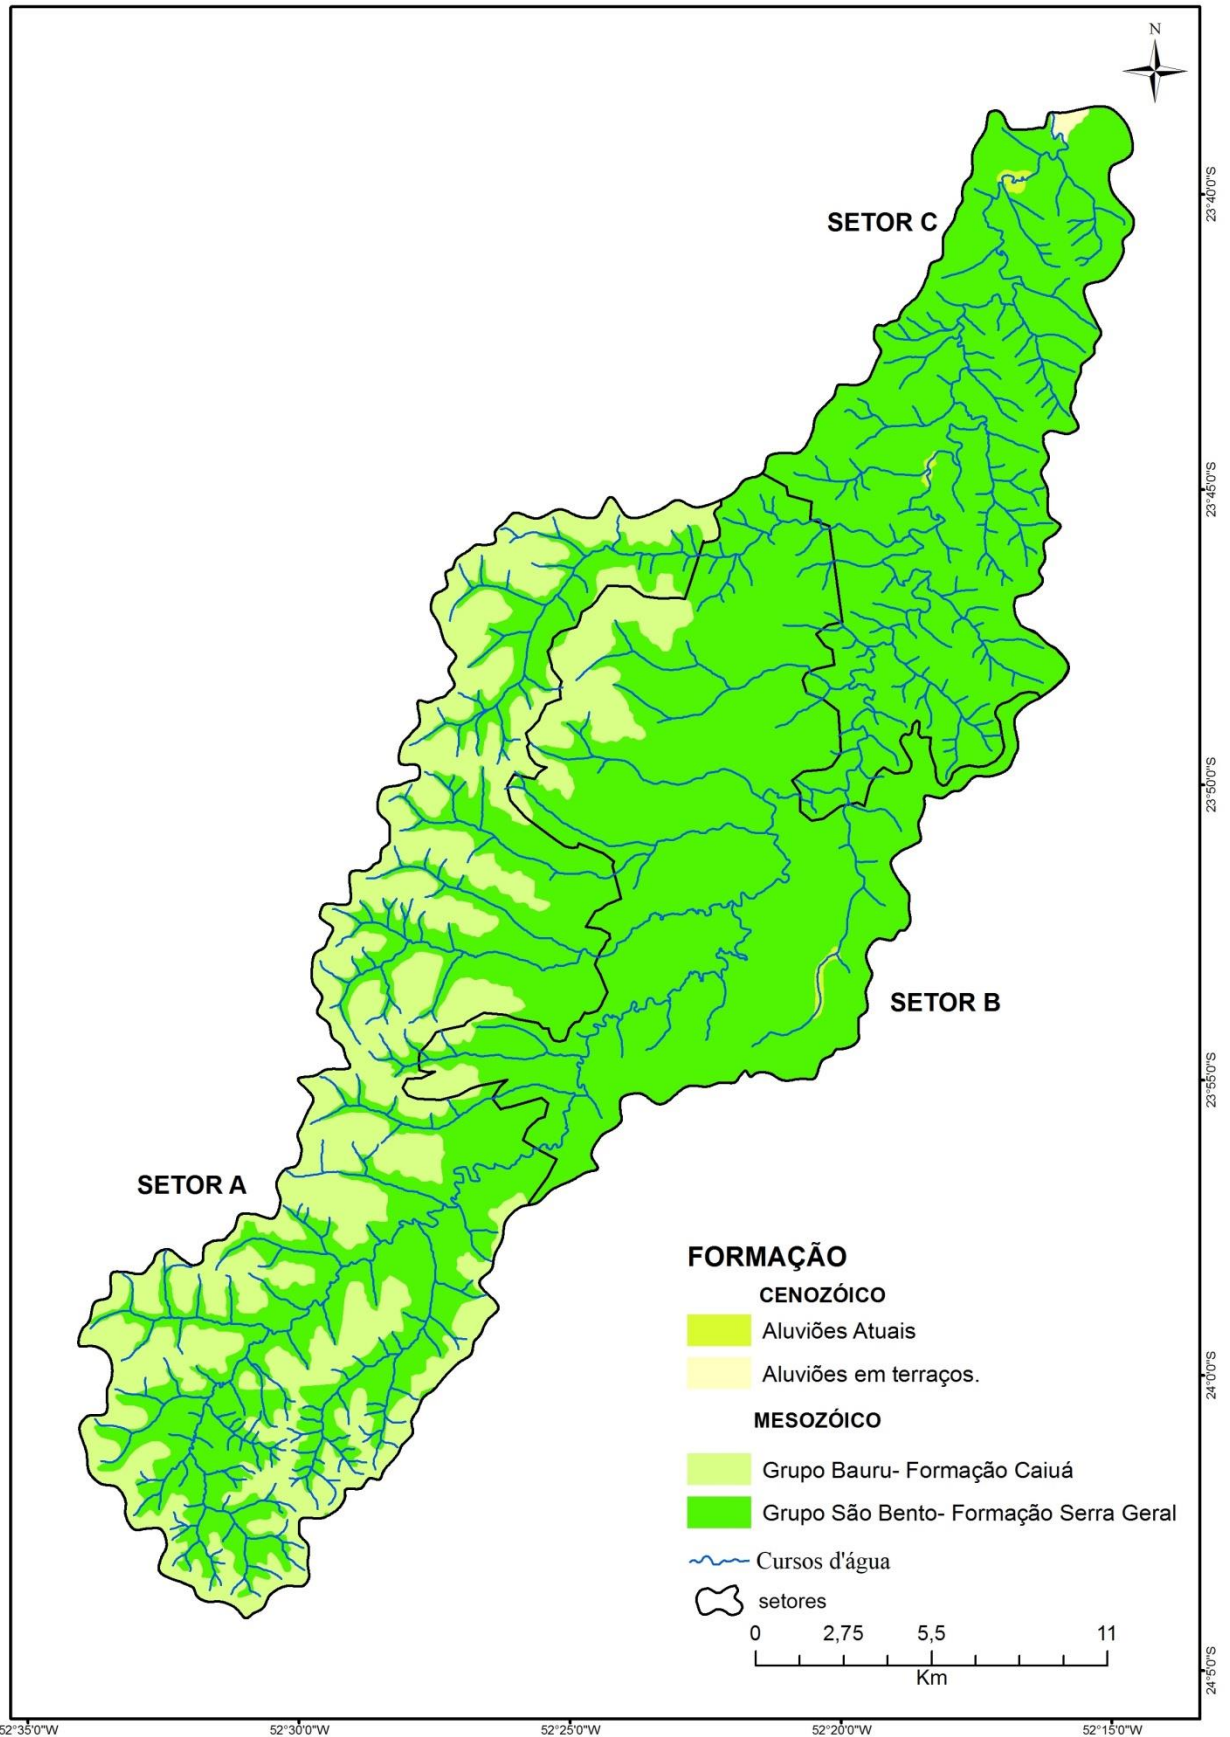 N
SETOR C
23°40'0"S
23°45'0"S
23°50'0"S
SETOR B
23°55'0"S
SETOR A
FORMAÇÃO
CENOZÓICO
Aluviões Atuais
Aluviões em terraços.
24°0'0"S
MESOZÓICO
Grupo Bauru- Formação Caiuá
Grupo São Bento- Formação Serra Geral
Cursos d'água
setores
0 2,75 5,5 11
Km
24°5'0"S
52°35'0"W 52°30'0"W 52°25'0"W 52°20'0"W 52°15'0"W